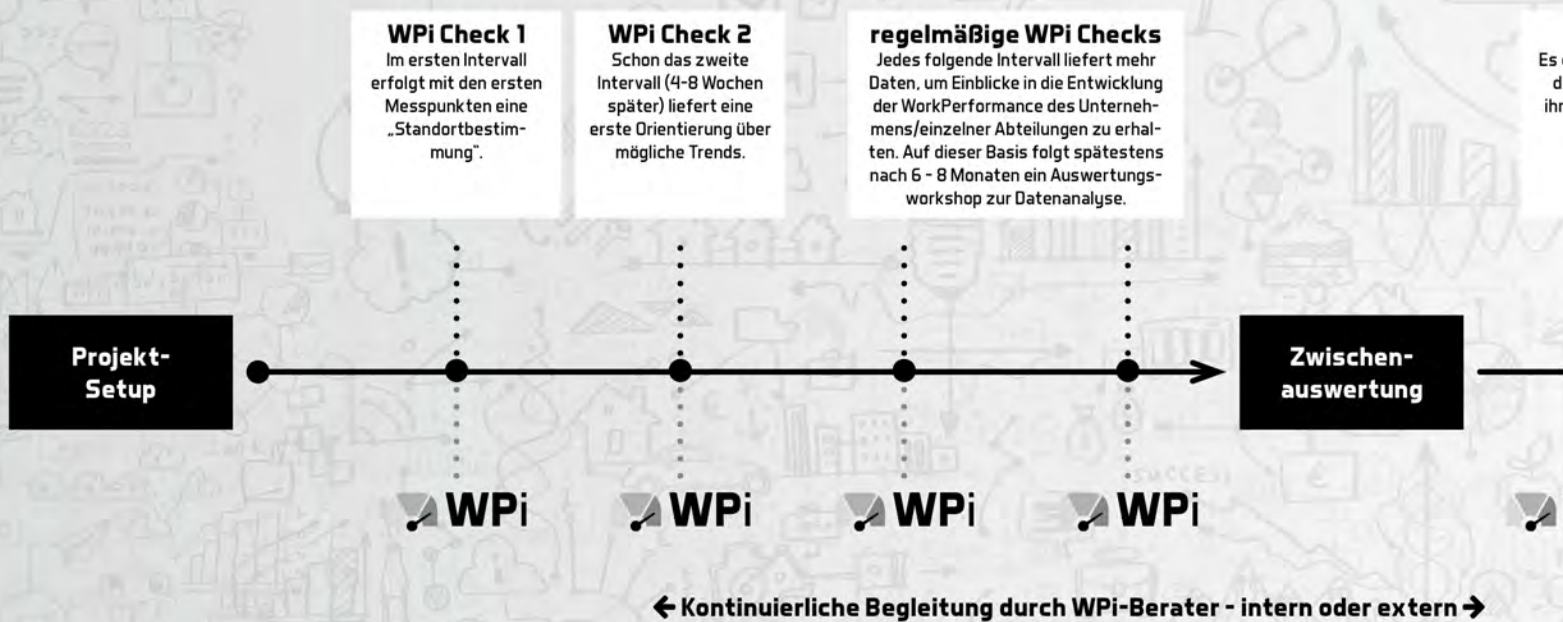 WPi Check 1
Im ersten Intervall
erfolgt mit den ersten
Messpunkten eine
„Standortbestim-
mung“.
WPi Check 2
Schon das zweite
Intervall (4-8 Wochen
später) liefert eine
erste Orientierung über
mögliche Trends.
regelmäßige WPi Checks
Jedes folgende Intervall liefert mehr
Daten, um Einblicke in die Entwicklung
der WorkPerformance des Unterneh-
mens/einzelner Abteilungen zu erhal-
ten. Auf dieser Basis folgt spätestens
nach 6 - 8 Monaten ein Auswertungs-
workshop zur Datenanalyse.
Es
Projekt-
Setup
Zwischen-
auswertung
WPi
WPi
WPi
WPi
SUCCESS
← Kontinuierliche Begleitung durch WPi-Berater - intern oder extern →